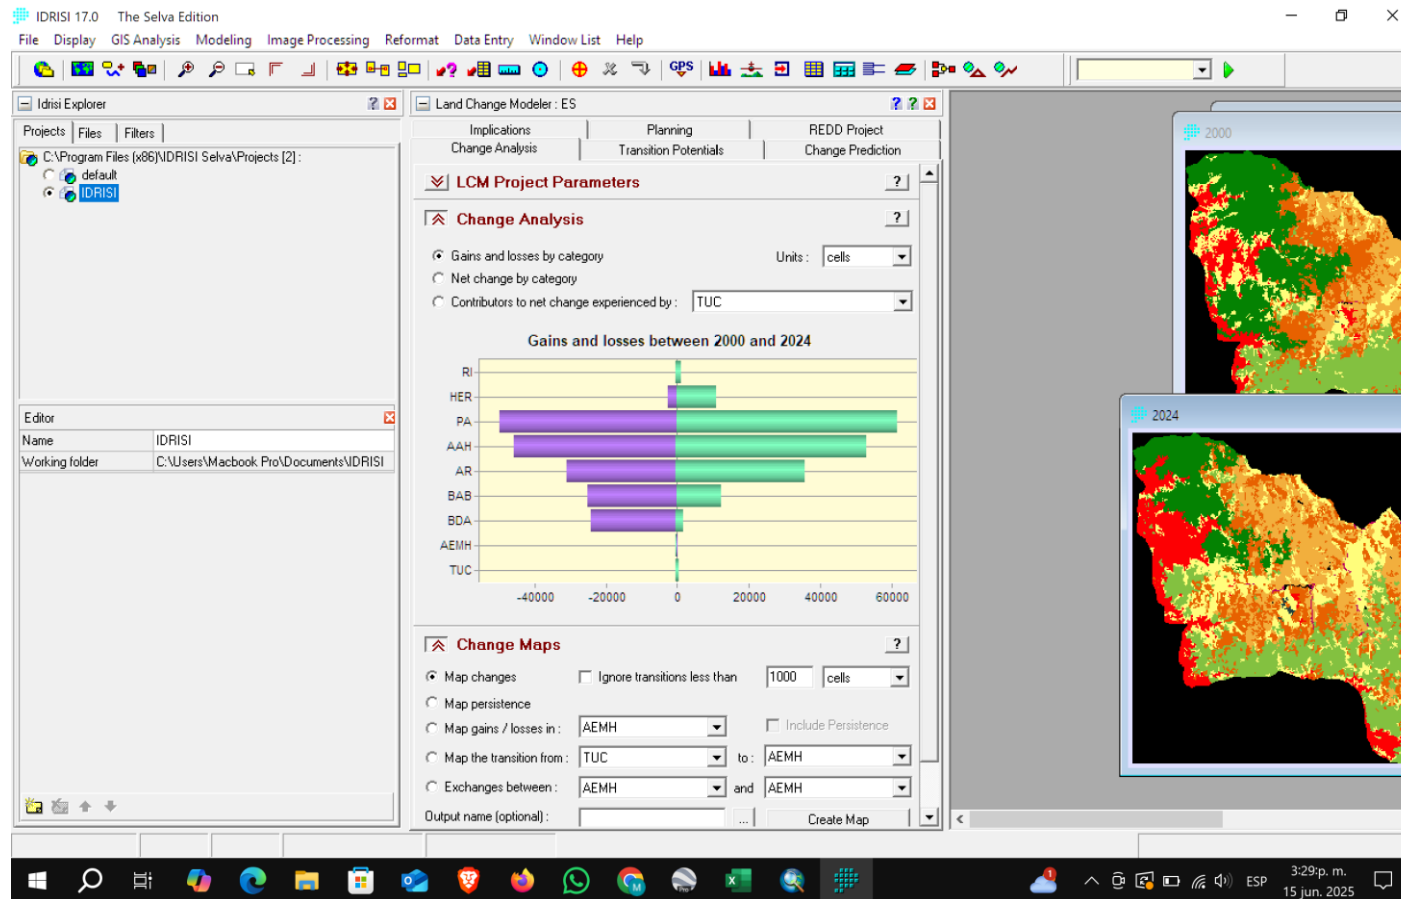 IDRISI 17.0 The Selva Edition
File Display GIS Analysis Modeling Image Processing Reformat Data Entry Window List Help
GPS
Idrisi Explorer
Projects Files Filters
C:\Program Files (x86)\IDRISI Selva\Projects [2] :
default
IDRISI
Editor
Name IDRISI
Working folder C:\Users\Macbook Pro\Documents\IDRISI
Land Change Modeler : ES
Implications Planning REDD Project
Change Analysis Transition Potentials Change Prediction
LCM Project Parameters ?
Change Analysis ?
Gains and losses by category Units : cells
Net change by category
Contributors to net change experienced by : TUC
Gains and losses between 2000 and 2024
RI
HER
PA
AAH
AR
BAB
BDA
AEMH
TUC
-40000 -20000 0 20000 40000 60000
Change Maps ?
Map changes Ignore transitions less than 1000 cells
Map persistence
Map gains / losses in : AEMH Include Persistence
Map the transition from : TUC to : AEMH
Exchanges between : AEMH and AEMH
Output name (optional) : ... Create Map
2000
2024
ESP
3:29:p. m.
15 jun. 2025